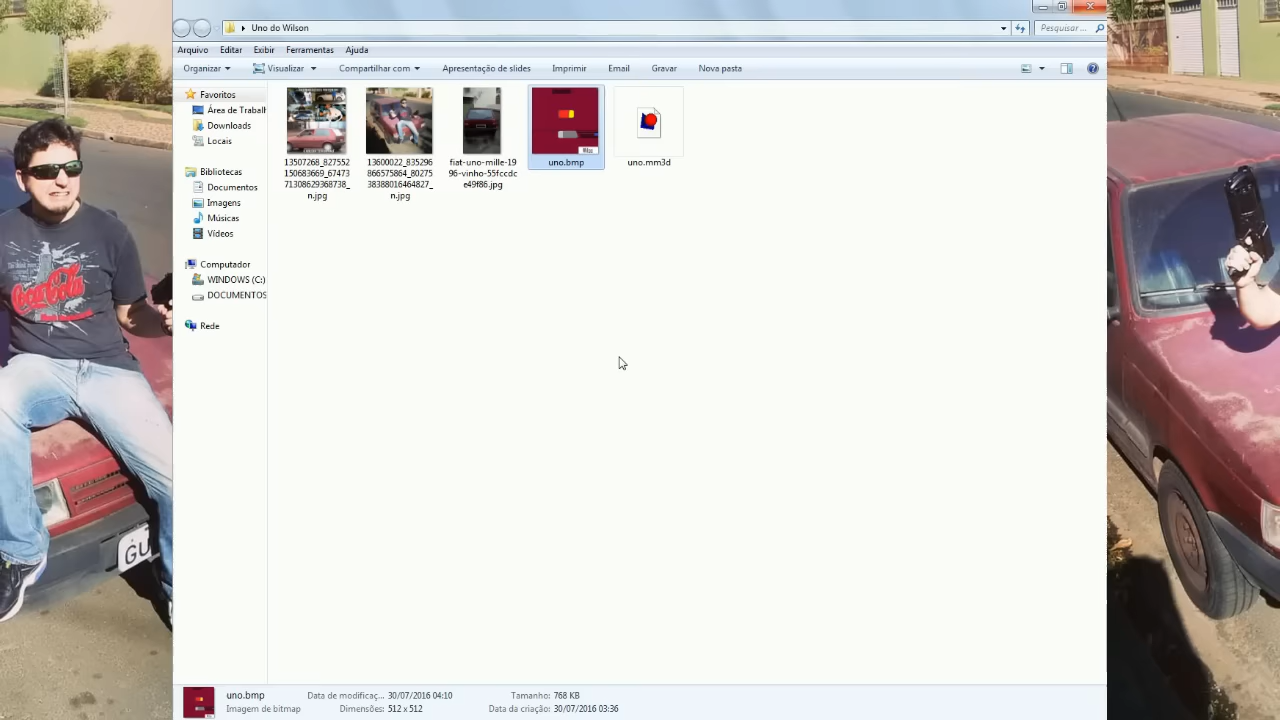 Uno do Wilson
Pesquisar ...
Arquivo Editar Exibir Ferramentas Ajuda
Organizar Visualizar Compartilhar com Apresentação de slides Imprimir Email Gravar Nova pasta
Favoritos
Área de Trabalh
Downloads
Locais
Bibliotecas
Documentos
Imagens
Músicas
Vídeos
Computador
WINDOWS (C:)
DOCUMENTOS
Rede
13507268_827552
150683669_67473
71308629368738_
n.jpg
13600022_835296
866575864_80275
38388016464827_
n.jpg
fiat-uno-mille-19
96-vinho-55fccdc
e49f86.jpg
uno.bmp
uno.mm3d
Coca-Cola
GU
uno.bmp Data de modificaç... 30/07/2016 04:10 Tamanho: 768 KB
Imagem de bitmap Dimensões: 512 x 512 Data da criação: 30/07/2016 03:36